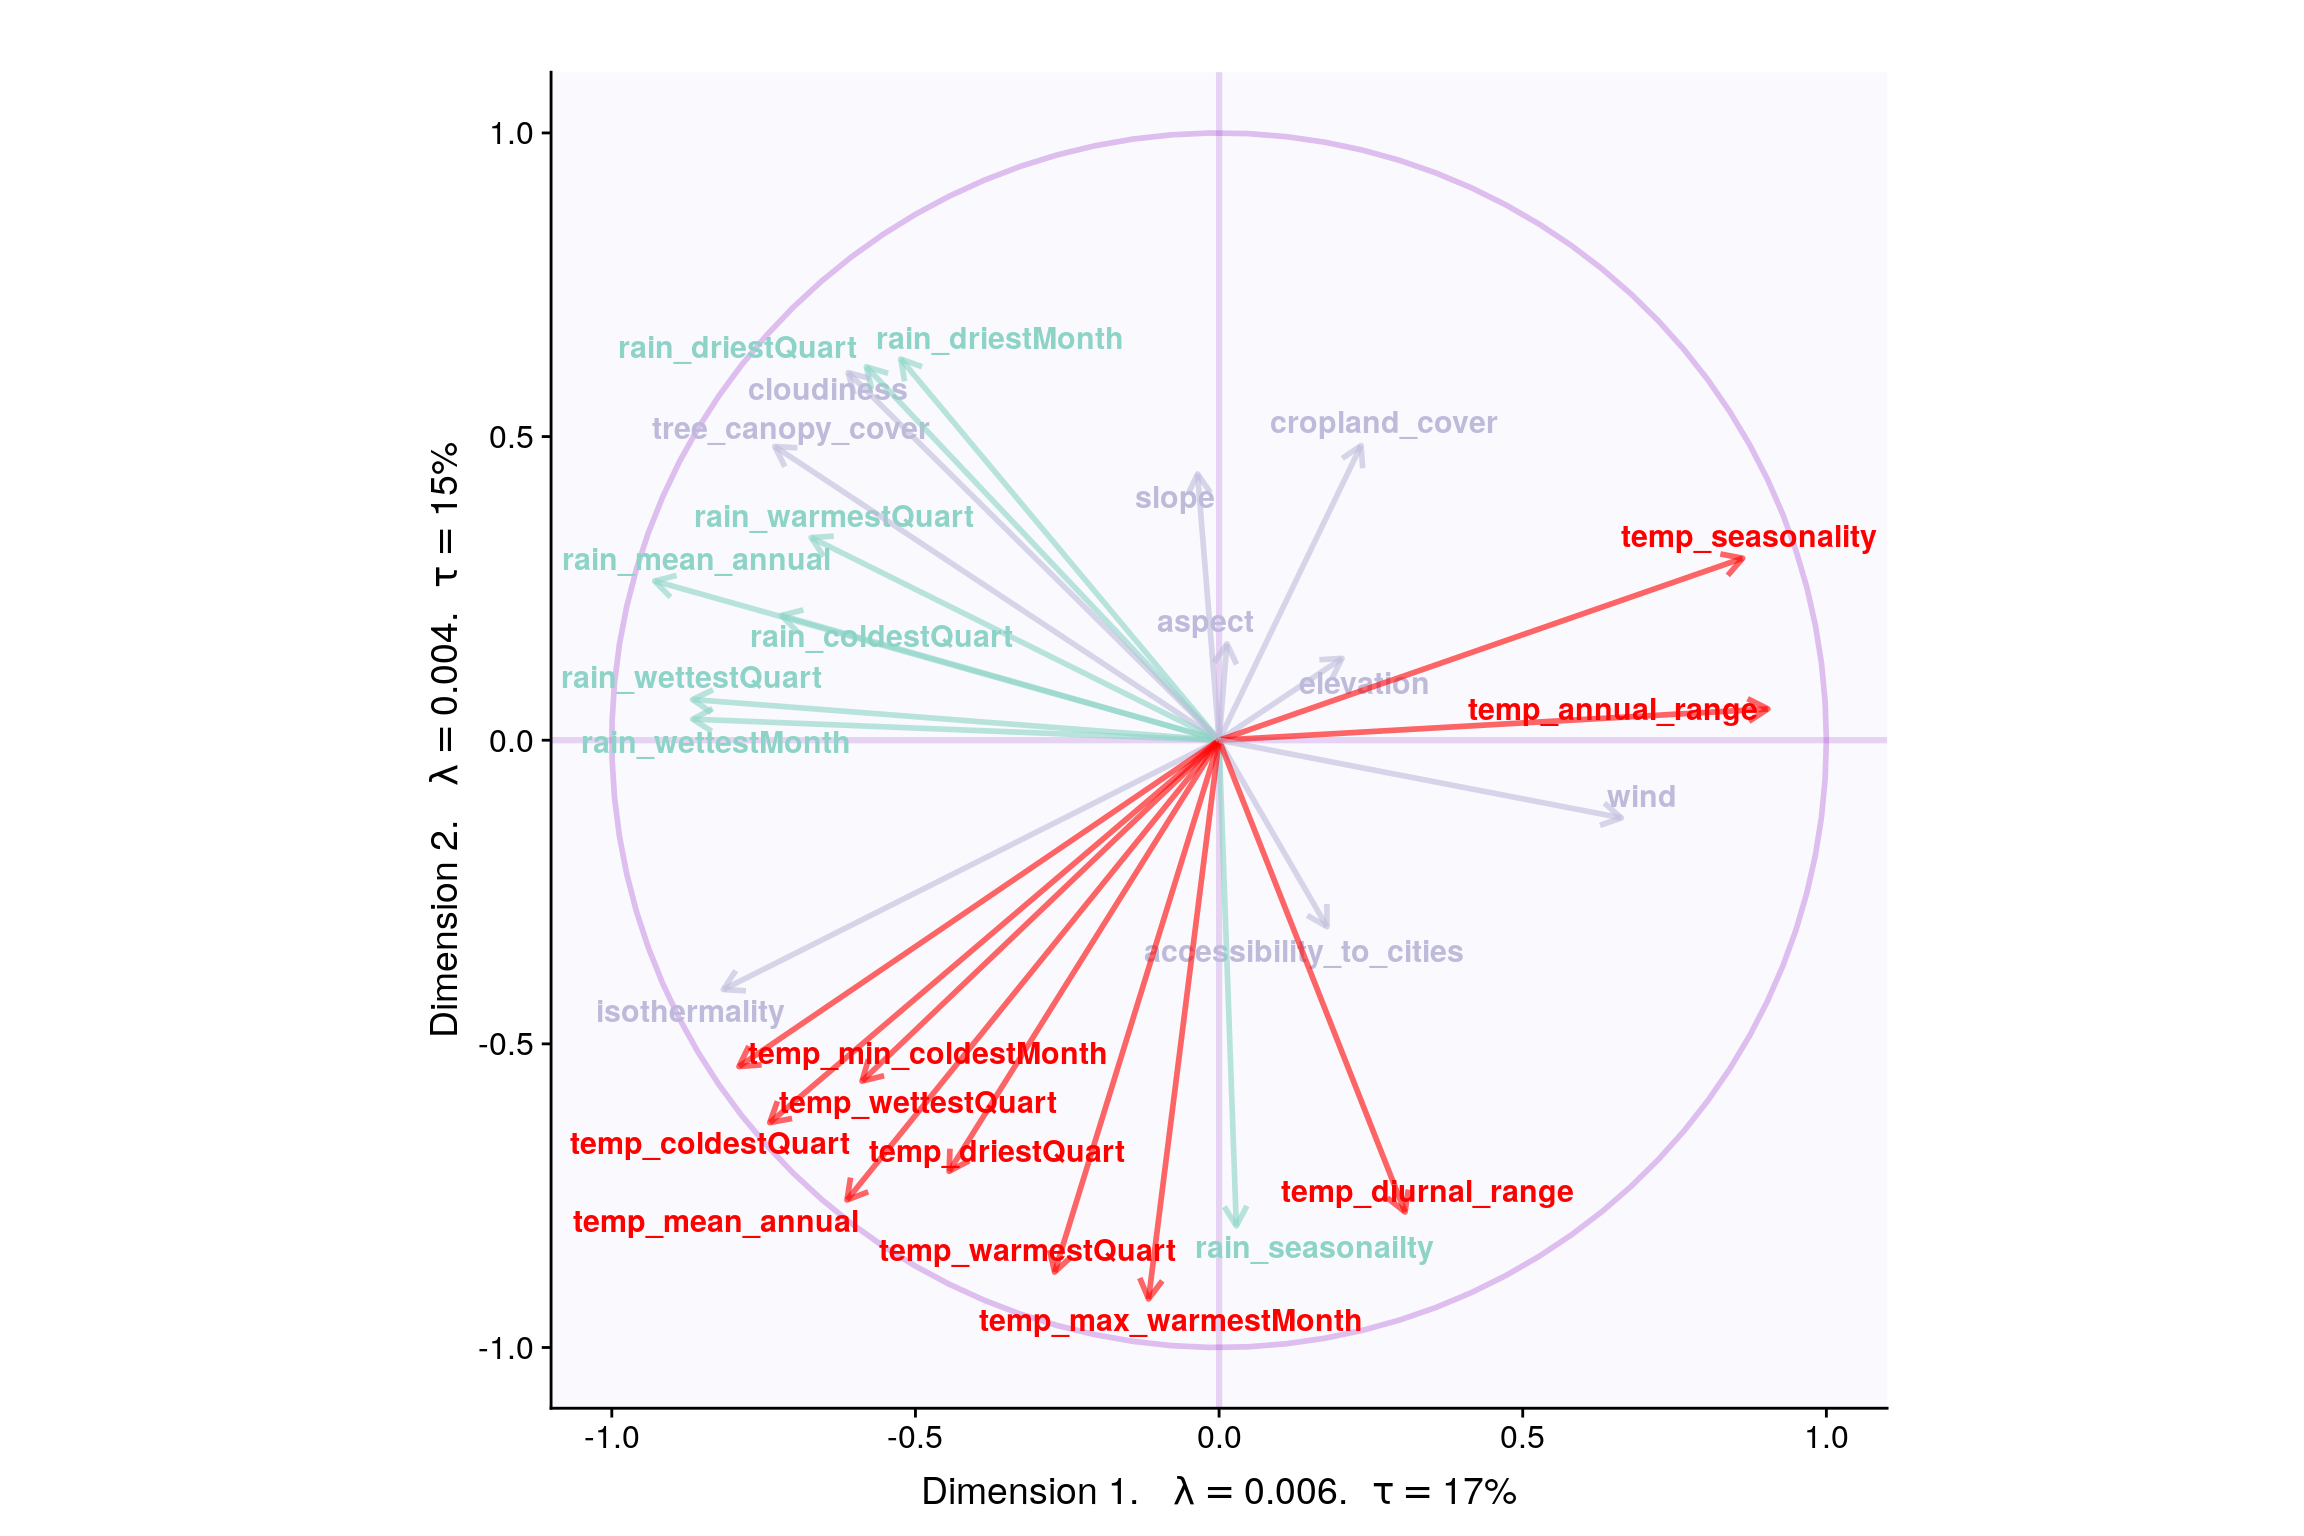 1.0
rain_driestMonth
rain_driestQuart
cloudiness
cropland_cover
tree_canopy_cover
0.5
slope
rain_warmestQuart
temp_seasonality
rain_mean_annual
aspect
rain_coldestQuart
rain_wettestQuart
elevation
temp_annual_range
0.0
rain_wettestMonth
wind
accessibility_to_cities
isothermality
-0.5
temp_min_coldestMonth
temp_wettestQuart
temp_coldestQuart
temp_driestQuart
temp_diurnal_range
temp_mean_annual
temp_warmestQuart
rain_seasonailty
temp_max_warmestMonth
-1.0
-1.0 -0.5 0.0 0.5 1.0
Dimension 1. λ = 0.006. τ = 17%
Dimension 2. λ = 0.004. τ = 15%